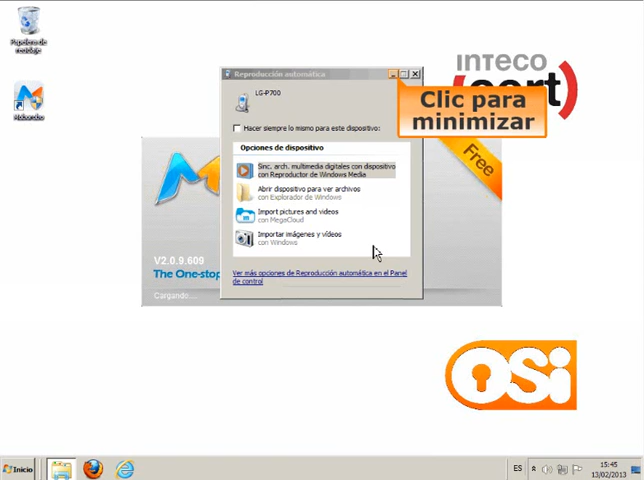 Papelera de
reciclaje
Mobogenie
Reproducción automática
LG-P700
Hacer siempre lo mismo para este dispositivo:
Opciones de dispositivo
Sinc. arch. multimedia digitales con dispositivo
con Reproductor de Windows Media
Abrir dispositivo para ver archivos
con Explorador de Windows
Import pictures and videos
con MegaCloud
Importar imágenes y vídeos
con Windows
Ver más opciones de Reproducción automática en el Panel
de control
inteco
cert
Clic para
minimizar
Free
V2.0.9.609
The One-stop
Cargando...
OSi
Inicio
ES
15:45
13/02/2013